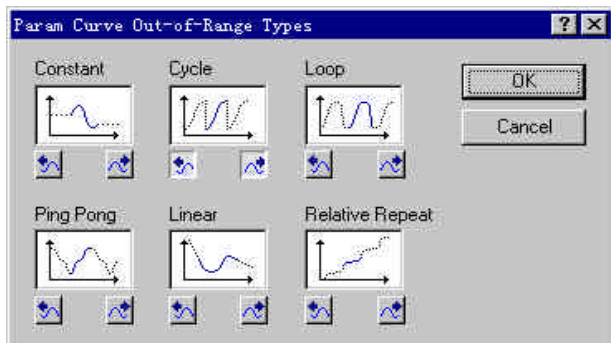 Param Curve Out-of-Range Types
Constant
Cycle
Loop
OK
Cancel
Ping Pong
Linear
Relative Repeat